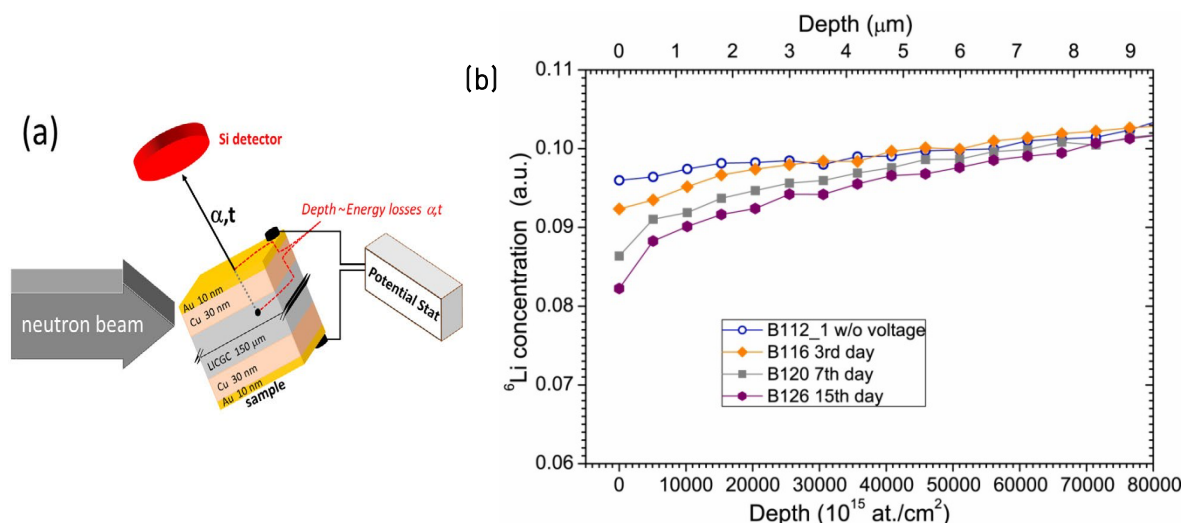 (a)
Si detector
α,t
Depth~Energy losses α,t
neutron beam
Au 10 nm
Cu 30 nm
LICGC 150 μm
Cu 30 nm
Au 10 nm
sample
Potential Stat
(b)
Depth (μm)
0 1 2 3 4 5 6 7 8 9
0.11
0.10
0.09
0.08
0.07
0.06
⁶Li concentration (a.u.)
B112_1 w/o voltage
B116 3rd day
B120 7th day
B126 15th day
0 10000 20000 30000 40000 50000 60000 70000 80000
Depth (10¹⁵ at./cm²)